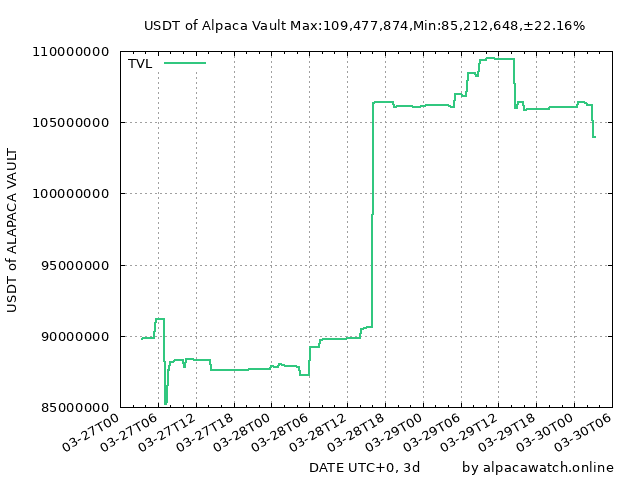 USDT of Alpaca Vault Max:109,477,874,Min:85,212,648,±22.16%
TVL
110000000
105000000
100000000
95000000
90000000
85000000
USDT of ALAPACA VAULT
03-27T00
03-27T06
03-27T12
03-27T18
03-28T00
03-28T06
03-28T12
03-28T18
03-29T00
03-29T06
03-29T12
03-29T18
03-30T00
03-30T06
DATE UTC+0, 3d
by alpacawatch.online